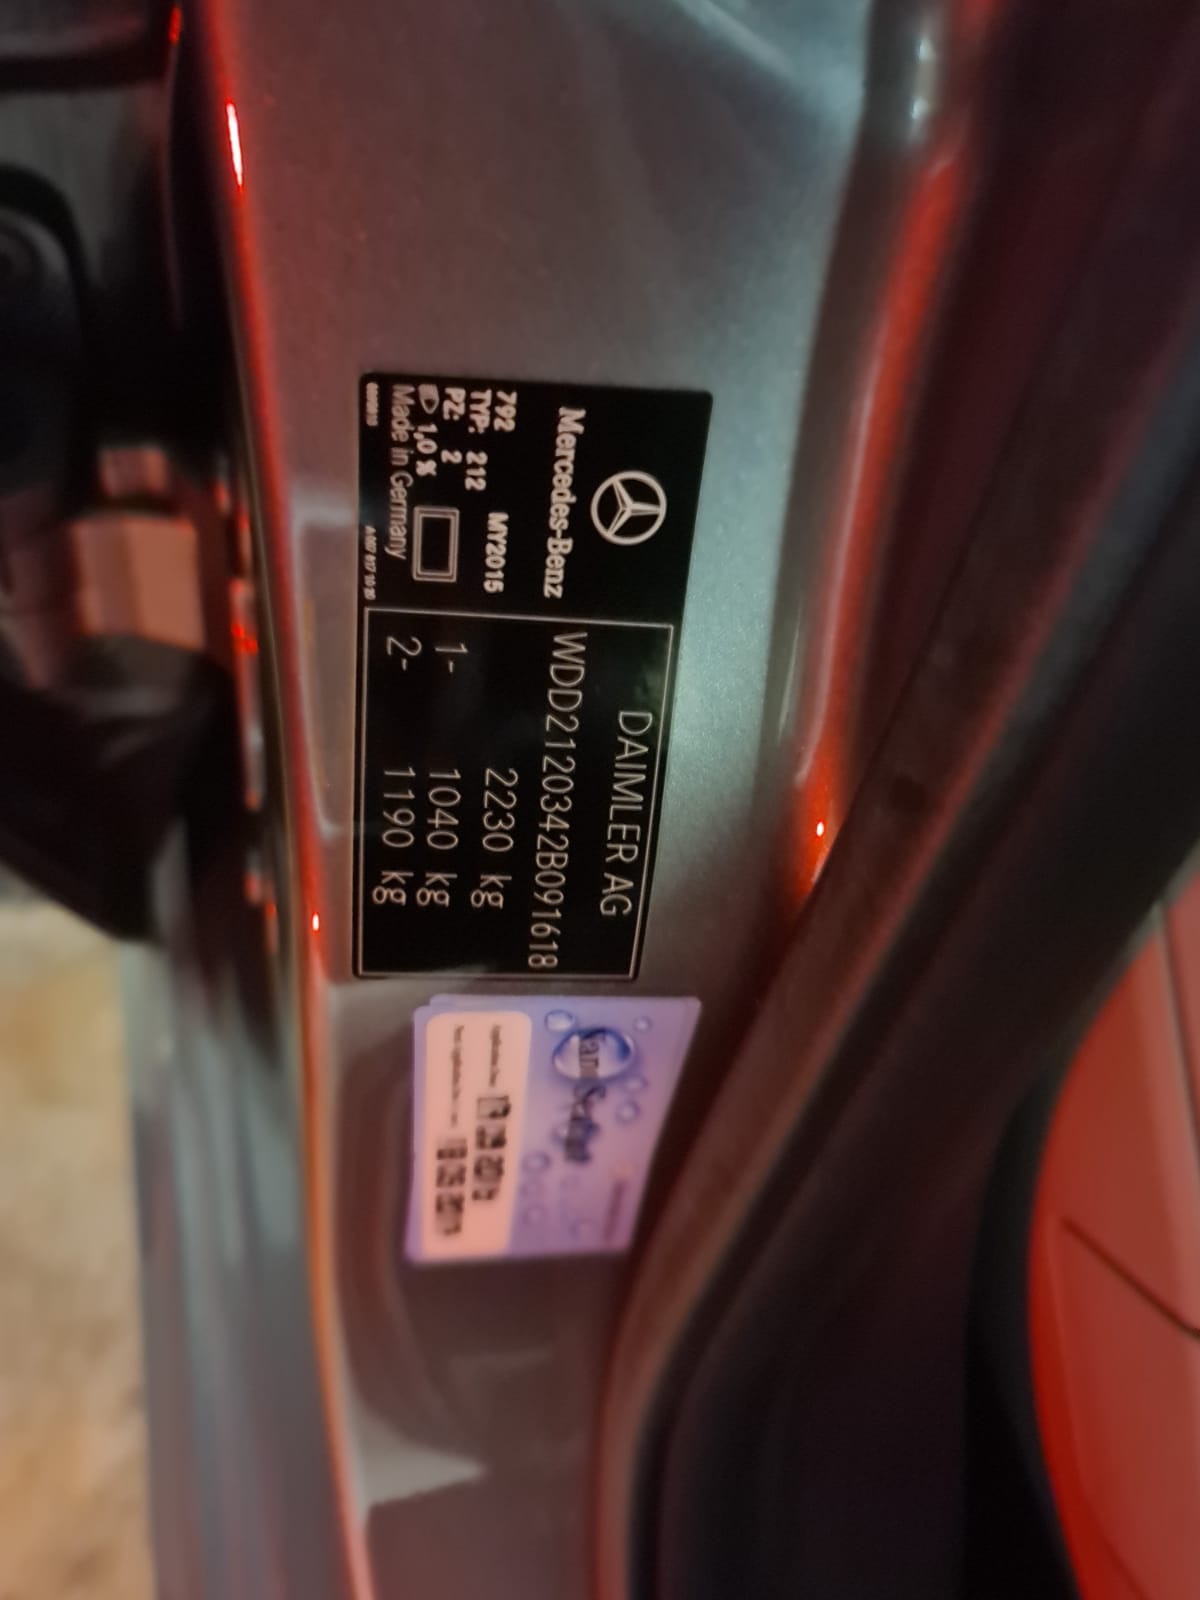 Mercedes-Benz
792 MY2015
TYP: 212
PZ: 2
1,0 %
Made in Germany
DAIMLER AG
WDD2120342B091618
2230 kg
1- 1040 kg
2- 1190 kg